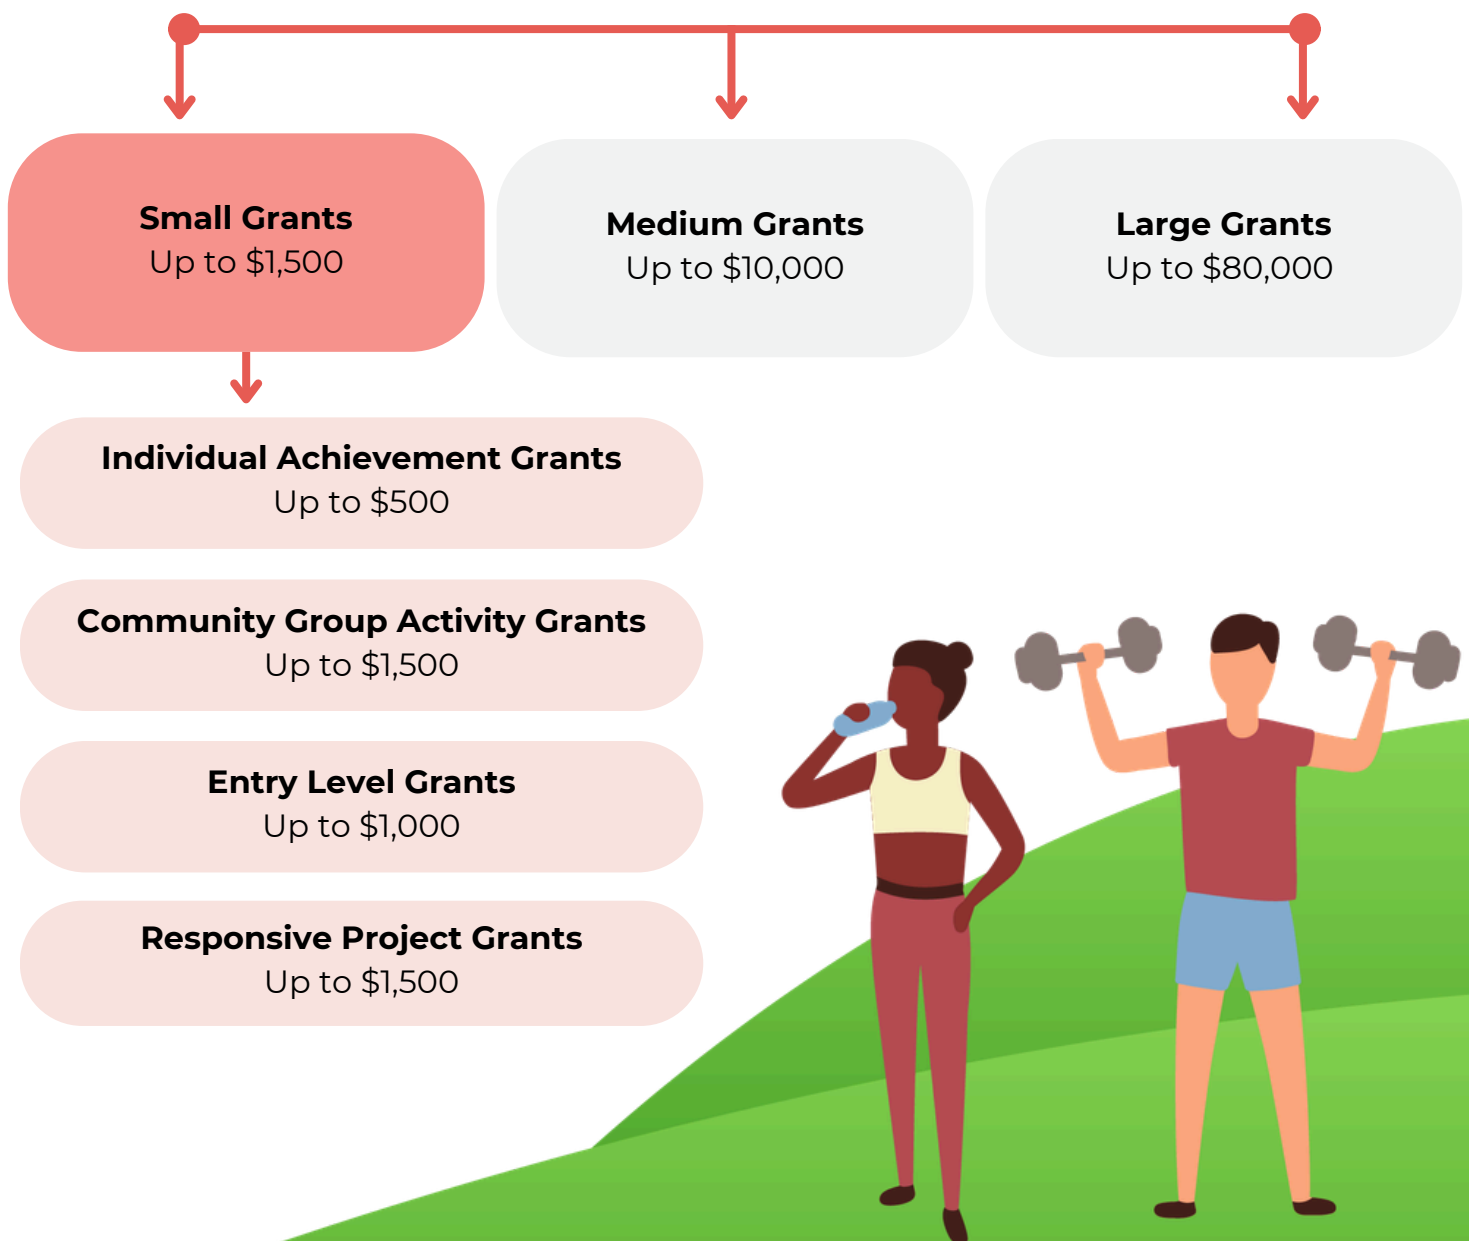 Small Grants
Up to $1,500
Medium Grants
Up to $10,000
Large Grants
Up to $80,000
Individual Achievement Grants
Up to $500
Community Group Activity Grants
Up to $1,500
Entry Level Grants
Up to $1,000
Responsive Project Grants
Up to $1,500